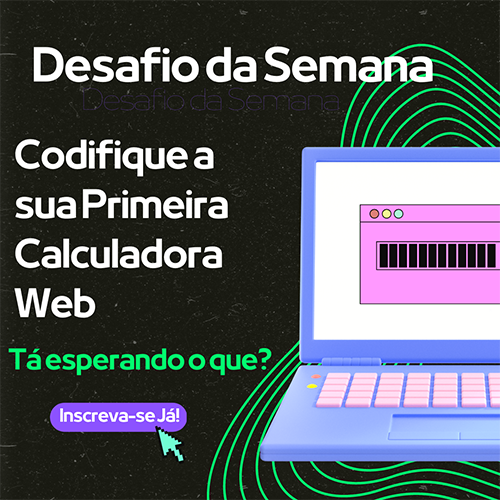 Desafio da Semana
Desafio da Semana
Codifique a
sua Primeira
Calculadora
Web
Tá esperando o que?
Inscreva-se Já!